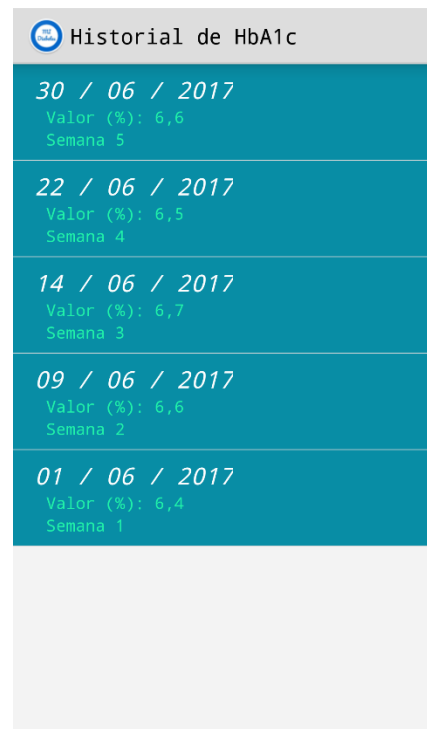 Historial de HbA1c
30 / 06 / 2017
Valor (%): 6,6
Semana 5
22 / 06 / 2017
Valor (%): 6,5
Semana 4
14 / 06 / 2017
Valor (%): 6,7
Semana 3
09 / 06 / 2017
Valor (%): 6,6
Semana 2
01 / 06 / 2017
Valor (%): 6,4
Semana 1